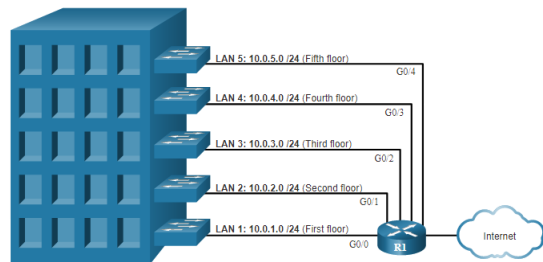 LAN 5: 10.0.5.0 /24 (Fifth floor)
G0/4
LAN 4: 10.0.4.0 /24 (Fourth floor)
G0/3
LAN 3: 10.0.3.0 /24 (Third floor)
G0/2
LAN 2: 10.0.2.0 /24 (Second floor)
G0/1
LAN 1: 10.0.1.0 /24 (First floor)
G0/0
R1
Internet